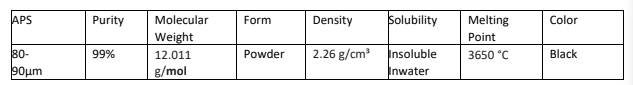 APS Purity Molecular Form Density Solubility Melting Color
Weight Point
80- 99% 12.011 Powder 2.26 g/cm³ Insoluble 3650 °C Black
90µm g/mol Inwater